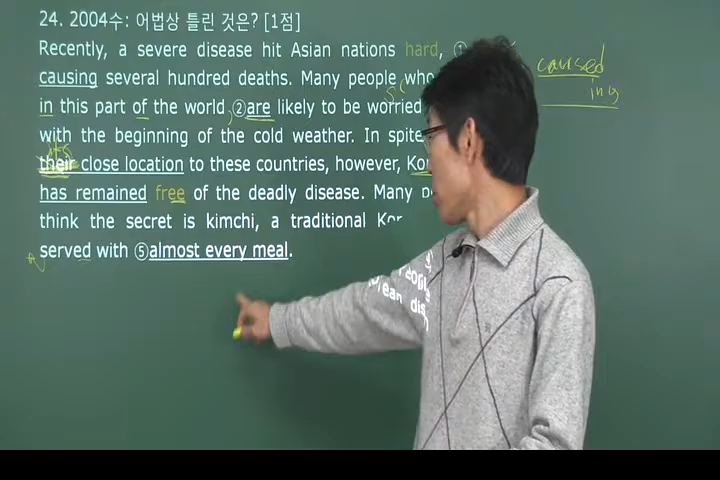 24. 2004수: 어법상 틀린 것은? [1점]
Recently, a severe disease hit Asian nations hard, ①
caused
causing several hundred deaths. Many people who
ing
in this part of the world, ②are likely to be worried
with the beginning of the cold weather. In spite
their close location to these countries, however,
has remained free of the deadly disease. Many
think the secret is kimchi, a traditional
served with ⑤almost every meal.